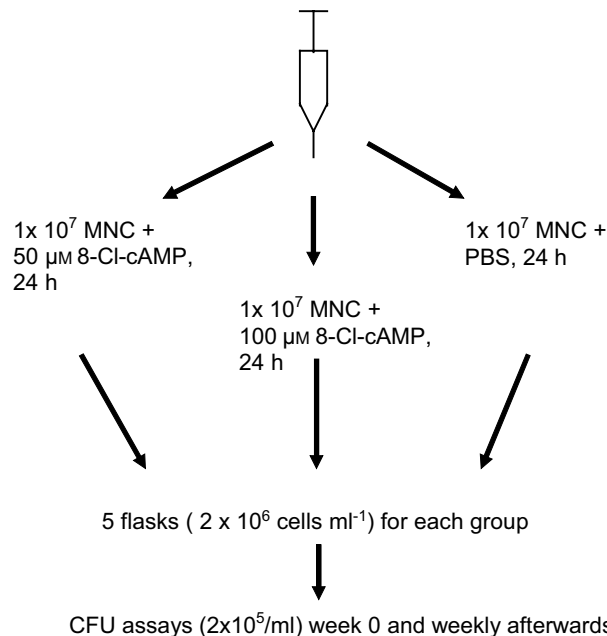 1x 10⁷ MNC +
50 µM 8-Cl-cAMP,
24 h
1x 10⁷ MNC +
100 µM 8-Cl-cAMP,
24 h
1x 10⁷ MNC +
PBS, 24 h
5 flasks ( 2 x 10⁶ cells ml⁻¹) for each group
CFU assays (2x10⁵/ml) week 0 and weekly afterwards